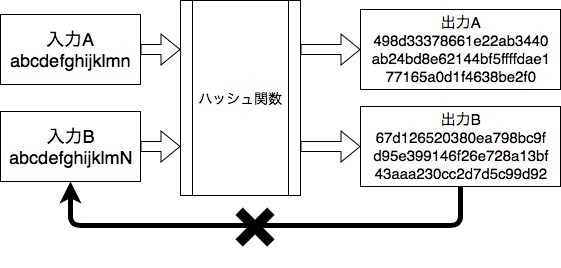 入力A
abcdefghijklmn
入力B
abcdefghijklmN
ハッシュ関数
出力A
498d33378661e22ab3440
ab24bd8e62144bf5ffffdae1
77165a0d1f4638be2f0
出力B
67d126520380ea798bc9f
d95e399146f26e728a13bf
43aaa230cc2d7d5c99d92